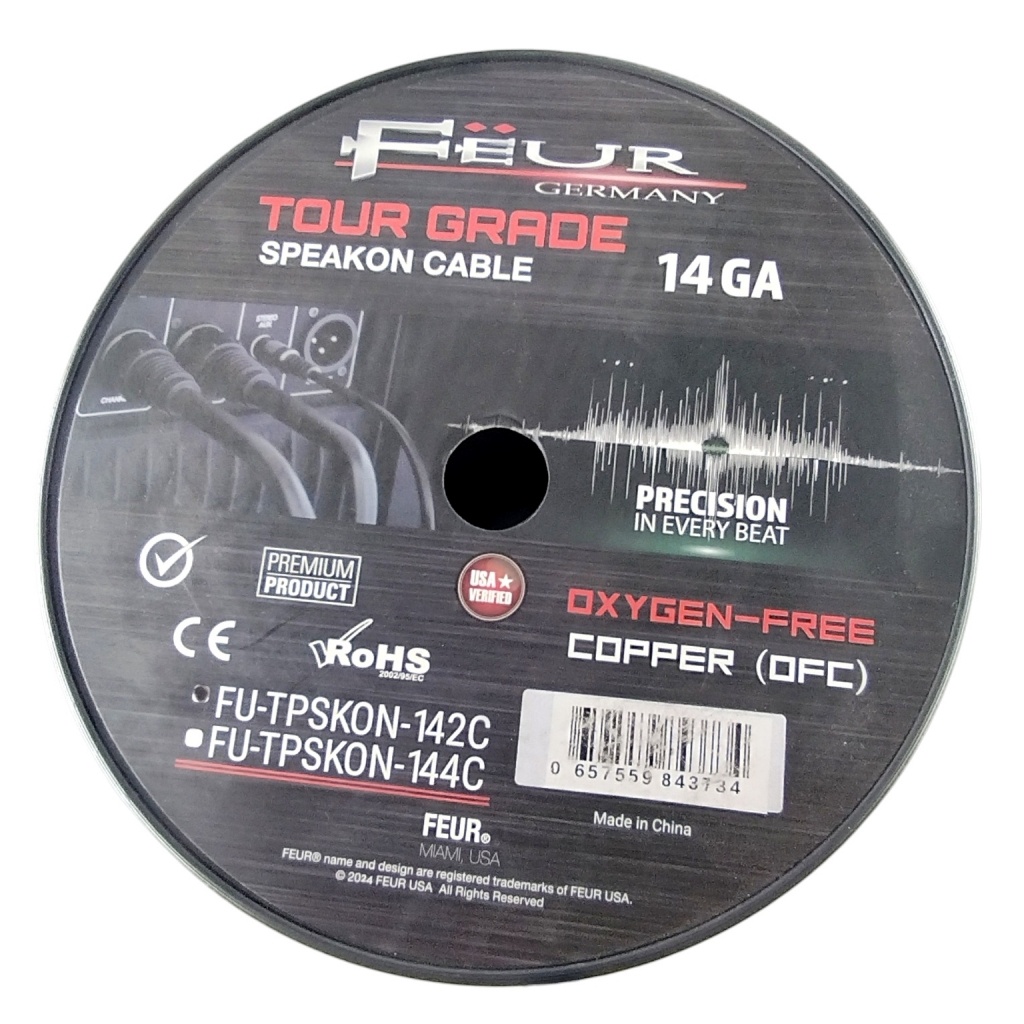 FËUR
GERMANY
TOUR GRADE
SPEAKON CABLE
14 GA
STEREO
AUX
PRECISION
IN EVERY BEAT
PREMIUM
PRODUCT
USA
VERIFIED
OXYGEN-FREE
COPPER (OFC)
CE
RoHS
2002/95/EC
FU-TPSKON-142C
FU-TPSKON-144C
0 657559 843734
Made in China
FEUR®
MIAMI, USA
FEUR® name and design are registered trademarks of FEUR USA.
© 2024 FEUR USA All Rights Reserved